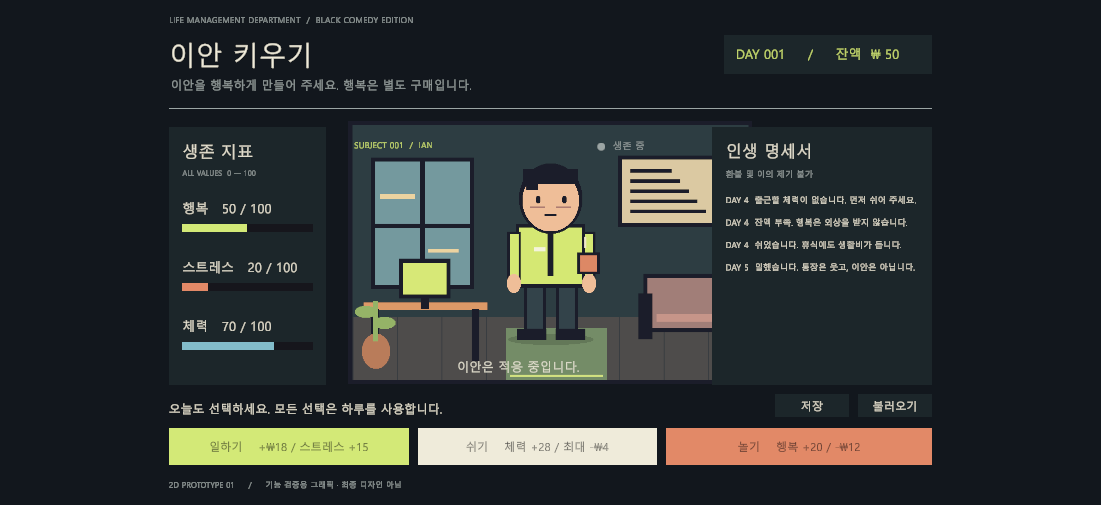 LIFE MANAGEMENT DEPARTMENT / BLACK COMEDY EDITION
이안 키우기
DAY 001 / 잔액 ₩ 50
이안을 행복하게 만들어 주세요. 행복은 별도 구매입니다.
생존 지표
ALL VALUES 0 — 100
행복 50 / 100
스트레스 20 / 100
체력 70 / 100
SUBJECT 001 / IAN
생존 중
이안은 적응 중입니다.
인생 명세서
환불 및 이의 제기 불가
DAY 4 출근할 체력이 없습니다. 먼저 쉬어 주세요.
DAY 4 잔액 부족. 행복은 외상을 받지 않습니다.
DAY 4 쉬었습니다. 휴식에도 생활비가 듭니다.
DAY 5 일했습니다. 통장은 웃고, 이안은 아닙니다.
오늘도 선택하세요. 모든 선택은 하루를 사용합니다.
저장
불러오기
일하기 +₩18 / 스트레스 +15
쉬기 체력 +28 / 최대 -₩4
놀기 행복 +20 / -₩12
2D PROTOTYPE 01 / 기능 검증용 그래픽 · 최종 디자인 아님